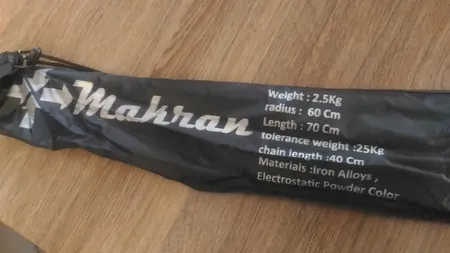 Mahran
Weight : 2.5Kg
radius : 60 Cm
Length : 70 Cm
tolerance weight :25Kg
chain length :40 Cm
Materials :Iron Alloys ,
Electrostatic Powder Color